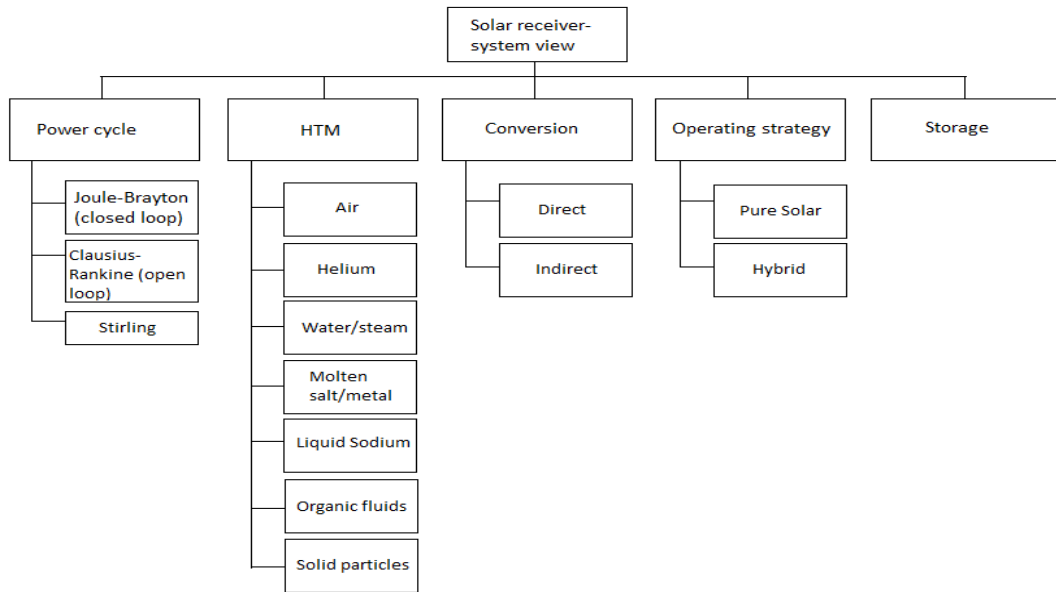 Solar receiver-
system view
Power cycle
HTM
Conversion
Operating strategy
Storage
Joule-Brayton
(closed loop)
Clausius-
Rankine (open
loop)
Stirling
Air
Helium
Water/steam
Molten
salt/metal
Liquid Sodium
Organic fluids
Solid particles
Direct
Indirect
Pure Solar
Hybrid